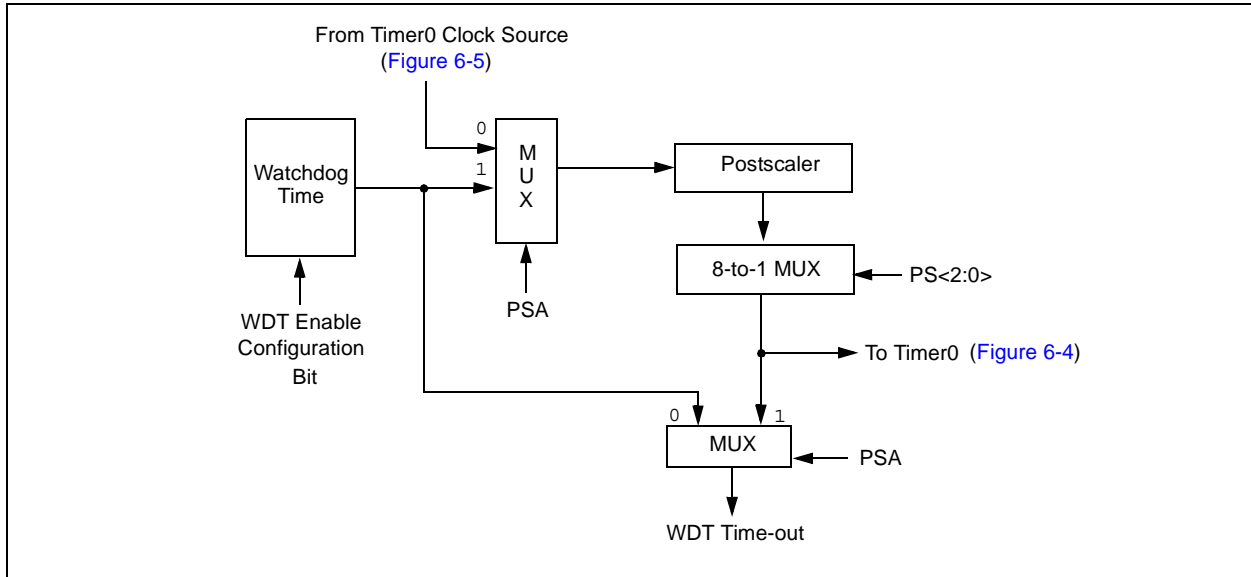 From Timer0 Clock Source
(Figure 6-5)
0
1
M
U
X
Postscaler
Watchdog
Time
8-to-1 MUX
PS<2:0>
PSA
WDT Enable
Configuration
Bit
To Timer0 (Figure 6-4)
0
1
MUX
PSA
WDT Time-out